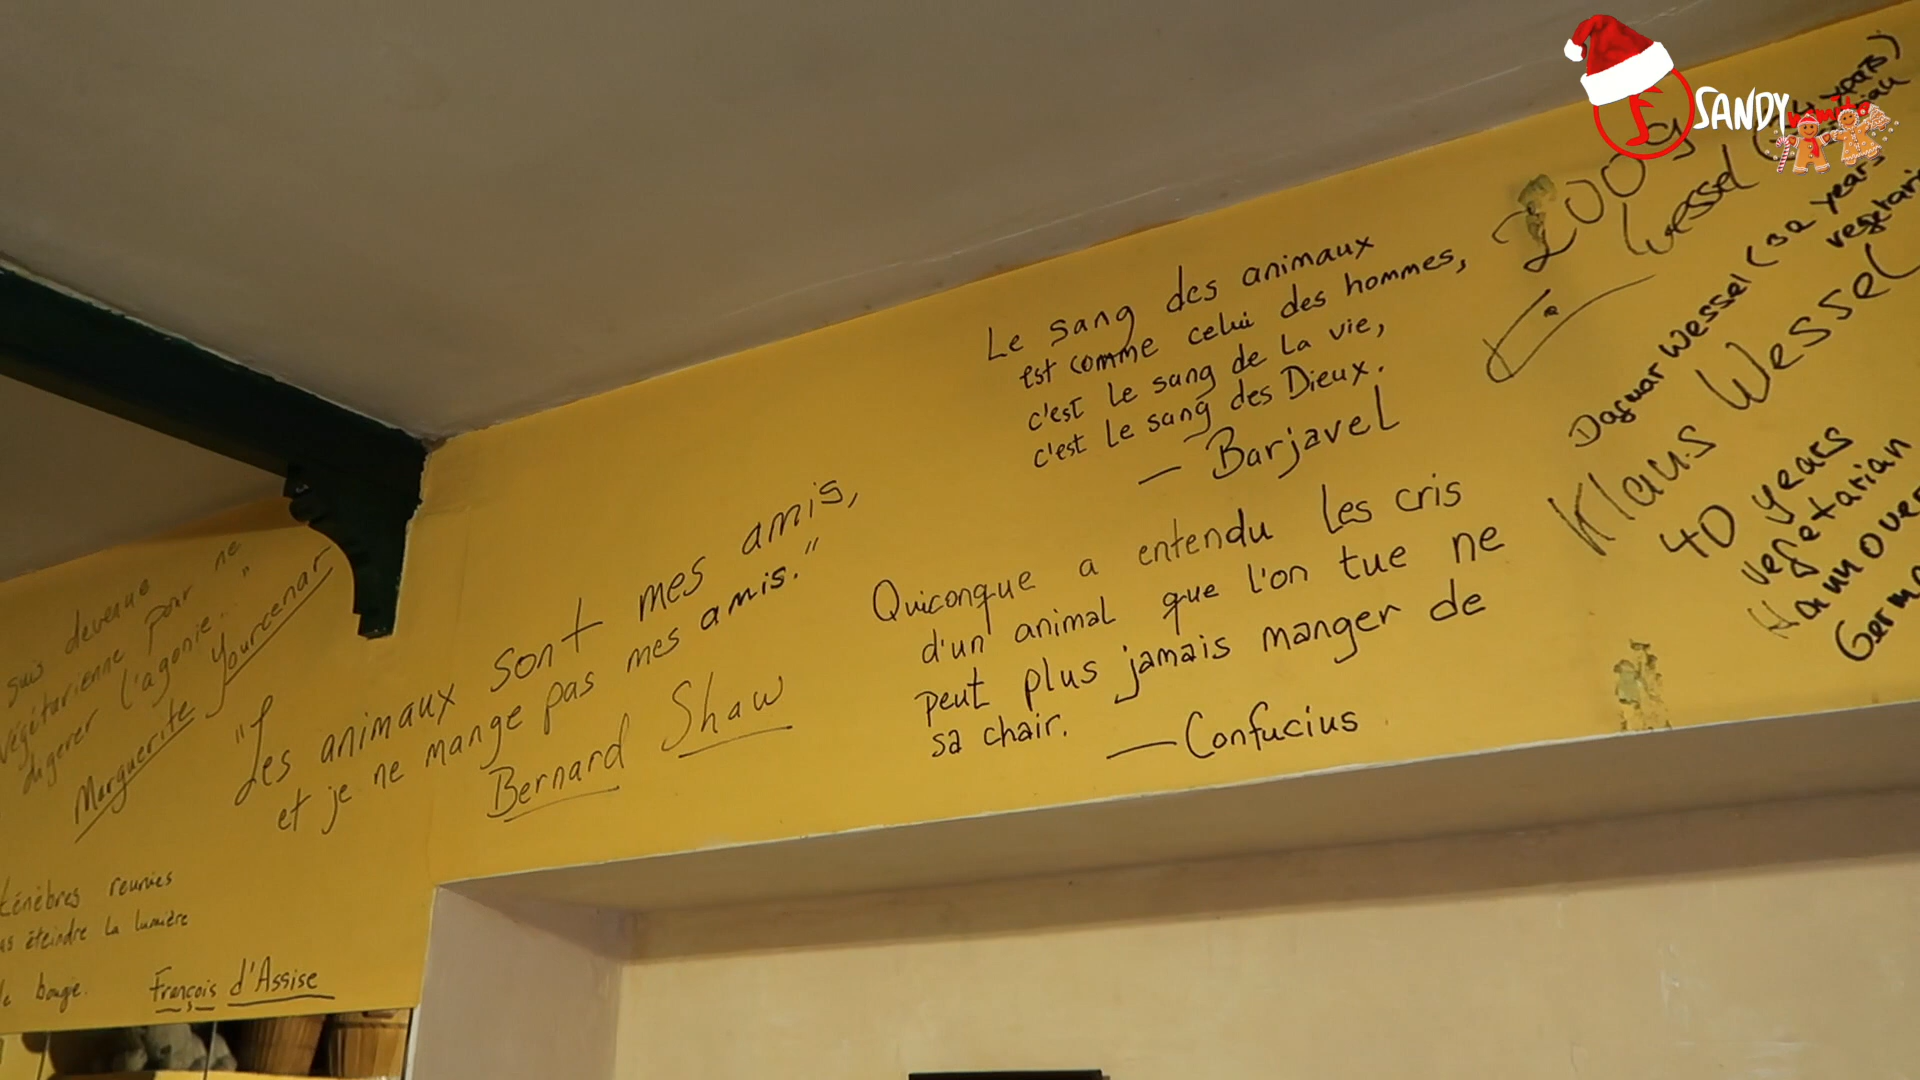 suis devenue
végétarienne pour ne
digérer l'agonie.."
Marguerite Yourcenar
"Les animaux sont mes amis,
et je ne mange pas mes amis."
Bernard Shaw
ténèbres reunies
éteindre la lumière
bougie.
François d'Assise
Le sang des animaux
est comme celui des hommes,
c'est le sang de la vie,
c'est le sang des Dieux.
— Barjavel
Quiconque a entendu les cris
d'un animal que l'on tue ne
peut plus jamais manger de
sa chair.
— Confucius
2009
Wessel
years)
Dagmar Wessel (32 years
Klaus Wessel
40 years
vegetarian
Hannover
SANDY